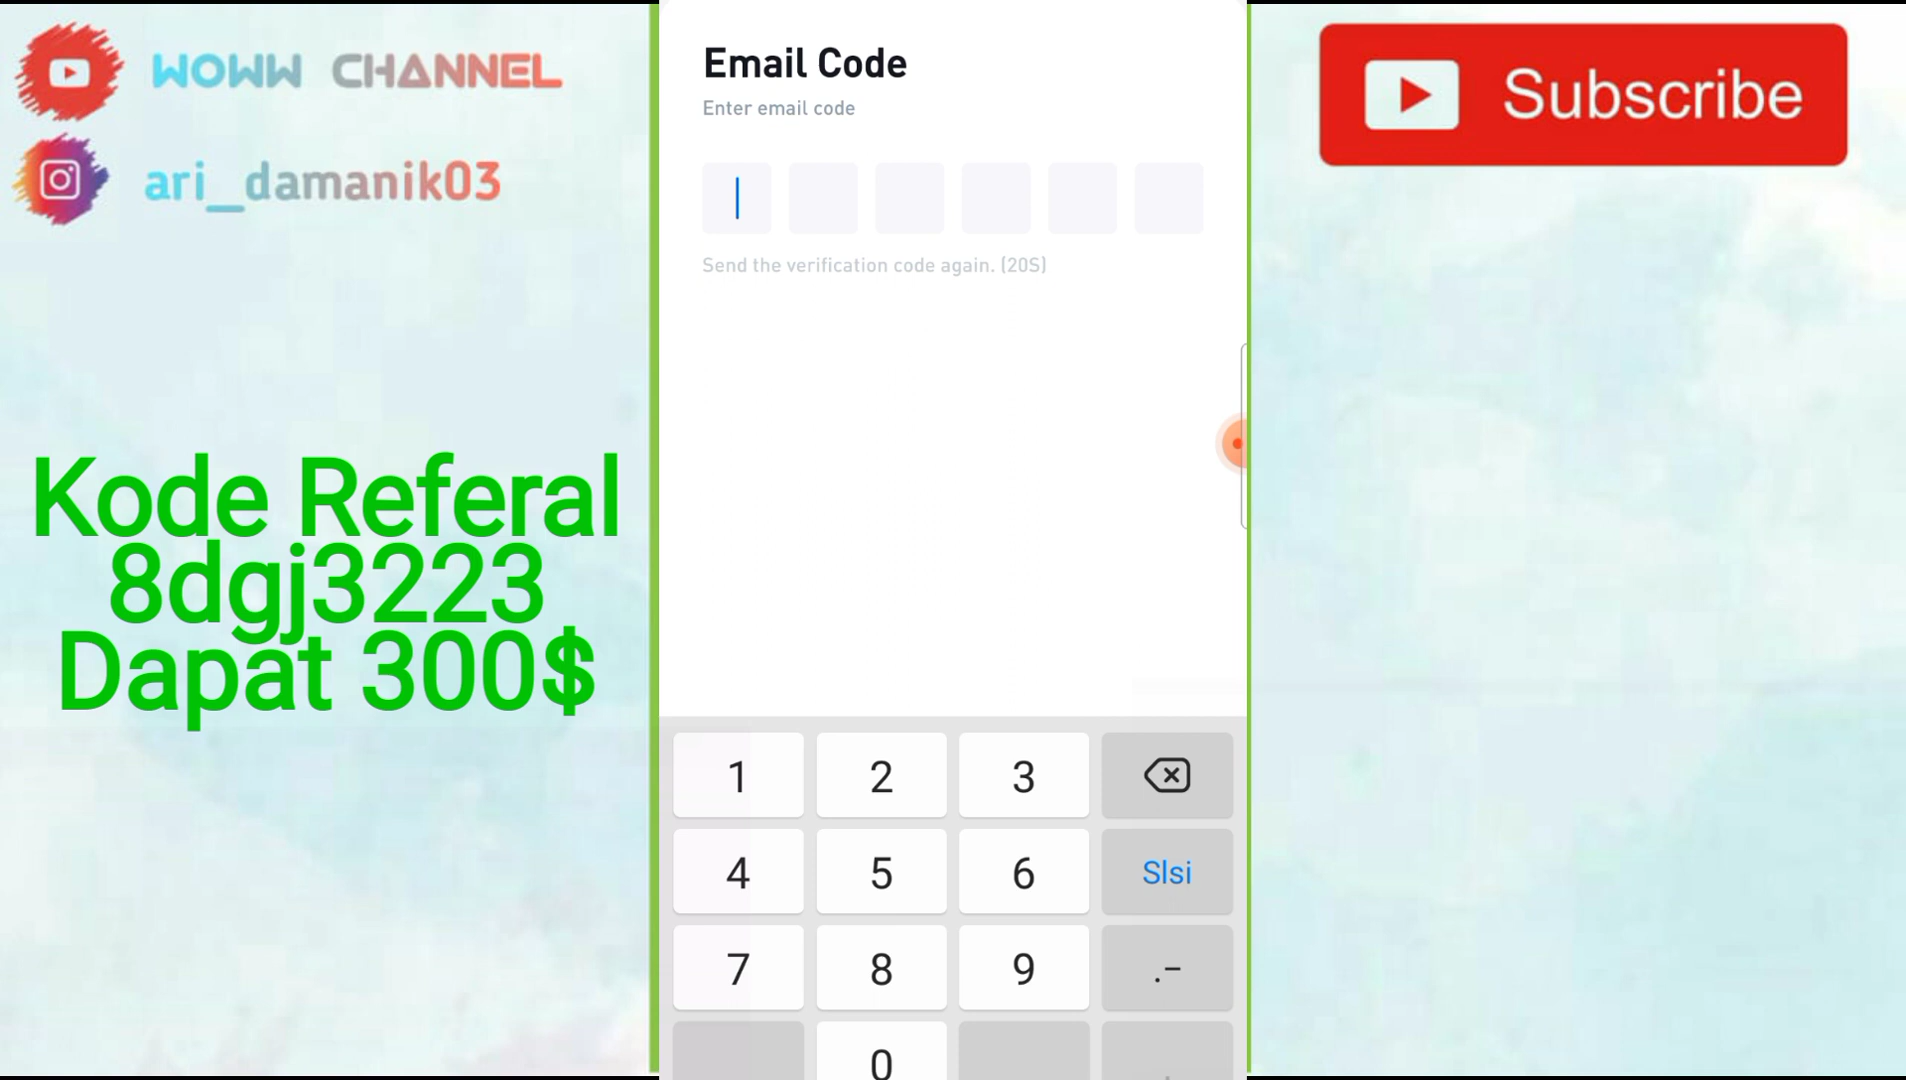 WOWW CHANNEL
ari_damanik03
Kode Referal
8dgj3223
Dapat 300$
Email Code
Enter email code
Send the verification code again. (20S)
1 2 3
4 5 6 Slsi
7 8 9 .-
0 ,
Subscribe